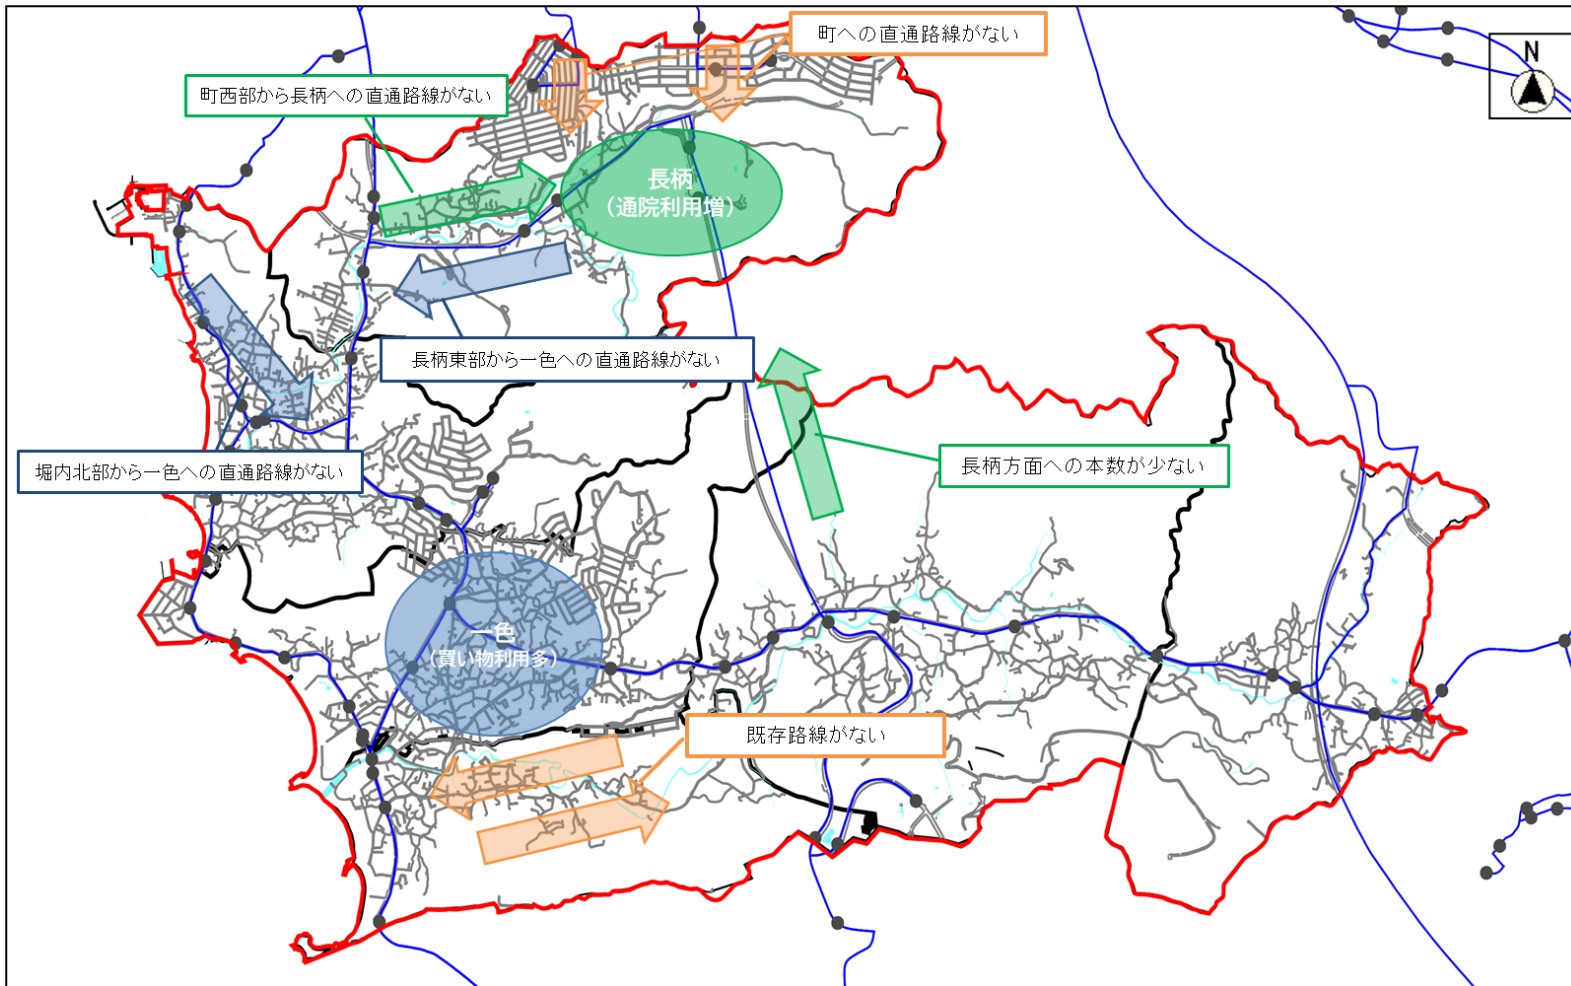 町への直通路線がない
N
町西部から長柄への直通路線がない
長柄
（通院利用増）
長柄東部から一色への直通路線がない
堀内北部から一色への直通路線がない
長柄方面への本数が少ない
一色
（買い物利用多）
既存路線がない